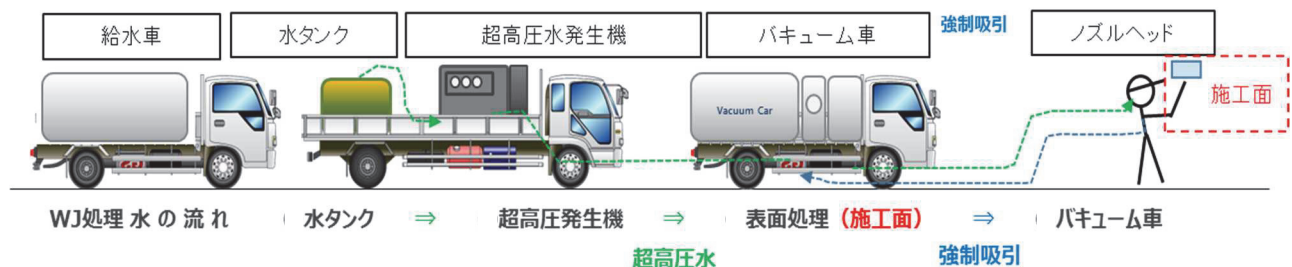 給水車
水タンク
超高圧水発生機
バキューム車
強制吸引
ノズルヘッド
施工面
Vacuum Car
WJ処理 水 の 流 れ 水タンク ⇒ 超高圧発生機 ⇒ 表面処理（施工面） ⇒ バキューム車
超高圧水 強制吸引